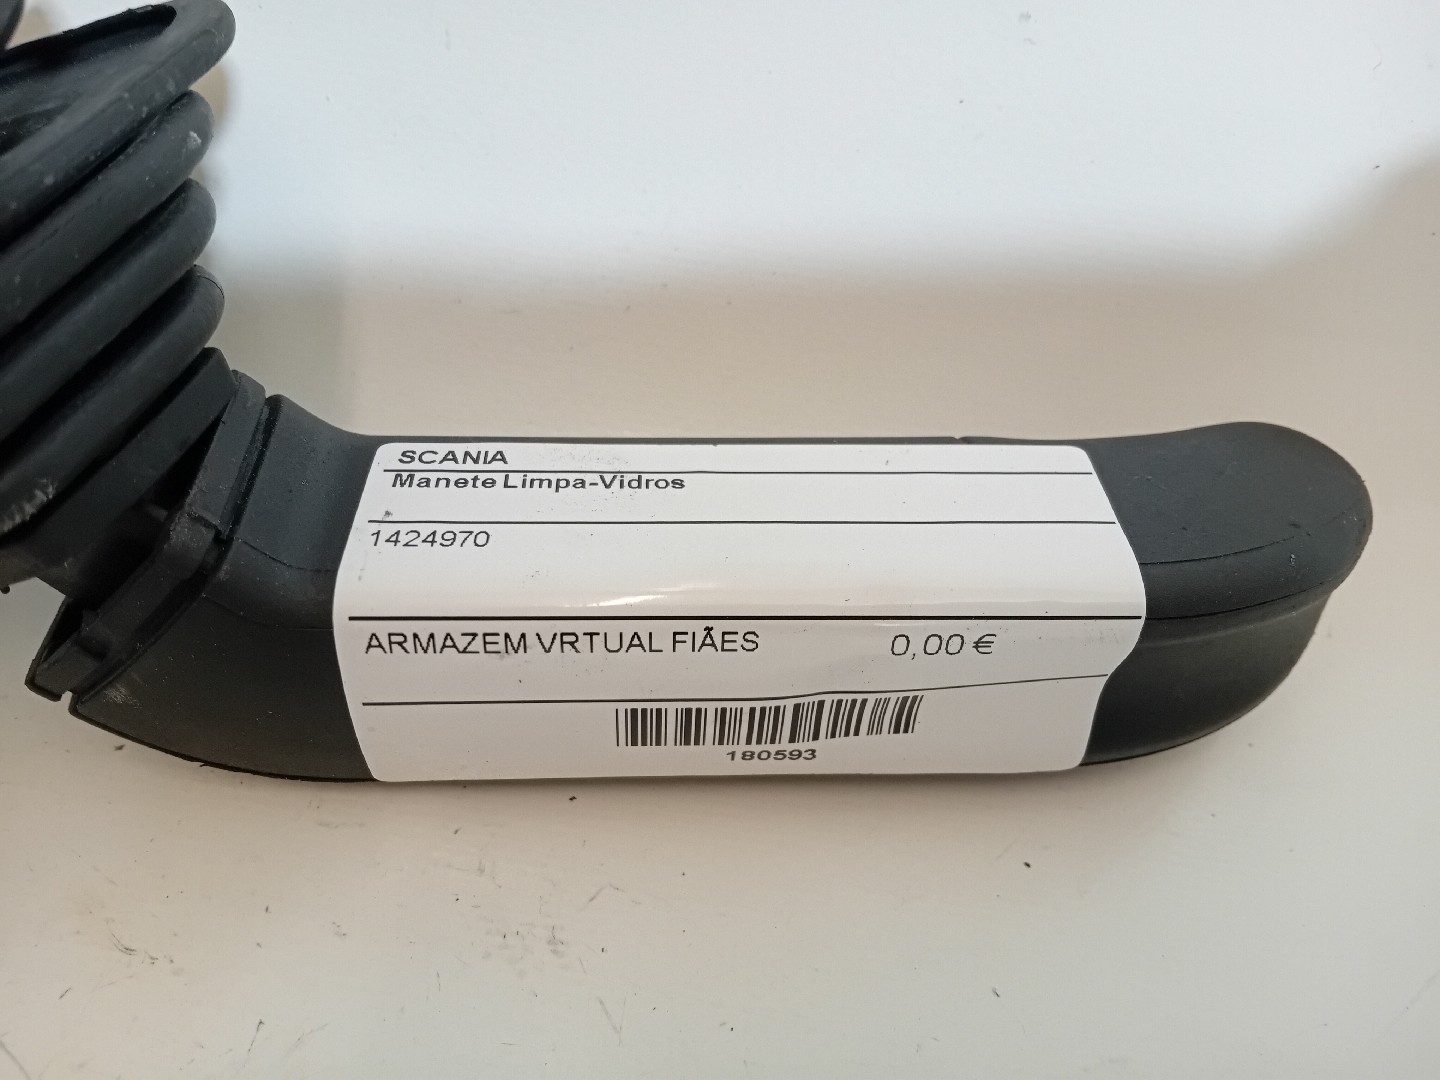 SCANIA
Manete Limpa-Vidros
1424970
ARMAZEM VRTUAL FIÃES 0,00 €
180593